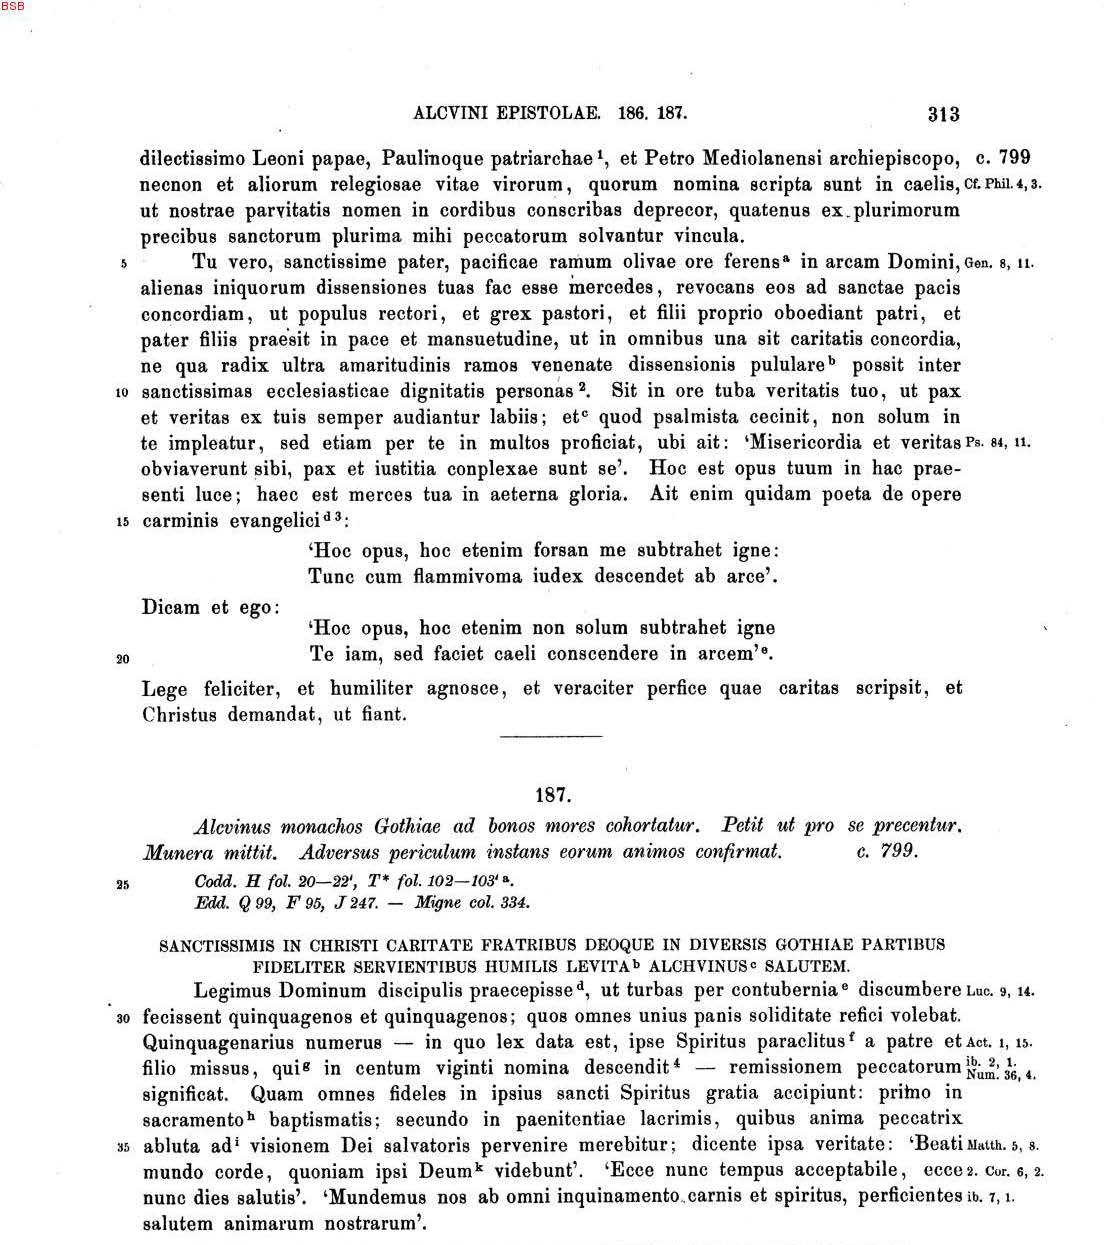 BSB
ALCVINI EPISTOLAE. 186. 187. 313
dilectissimo Leoni papae, Paulinoque patriarchae¹, et Petro Mediolanensi archiepiscopo, c. 799
necnon et aliorum relegiosae vitae virorum, quorum nomina scripta sunt in caelis, Cf. Phil. 4, 3.
ut nostrae parvitatis nomen in cordibus conscribas deprecor, quatenus ex plurimorum
precibus sanctorum plurima mihi peccatorum solvantur vincula.
5 Tu vero, sanctissime pater, pacificae ramum olivae ore ferensᵃ in arcam Domini, Gen. 8, 11.
alienas iniquorum dissensiones tuas fac esse mercedes, revocans eos ad sanctae pacis
concordiam, ut populus rectori, et grex pastori, et filii proprio oboediant patri, et
pater filiis praesit in pace et mansuetudine, ut in omnibus una sit caritatis concordia,
ne qua radix ultra amaritudinis ramos venenate dissensionis pululareᵇ possit inter
10 sanctissimas ecclesiasticae dignitatis personas². Sit in ore tuba veritatis tuo, ut pax
et veritas ex tuis semper audiantur labiis; etᶜ quod psalmista cecinit, non solum in
te impleatur, sed etiam per te in multos proficiat, ubi ait: ‘Misericordia et veritas Ps. 84, 11.
obviaverunt sibi, pax et iustitia conplexae sunt se’. Hoc est opus tuum in hac prae-
senti luce; haec est merces tua in aeterna gloria. Ait enim quidam poeta de opere
15 carminis evangeliciᵈ ³:
‘Hoc opus, hoc etenim forsan me subtrahet igne:
Tunc cum flammivoma iudex descendet ab arce’.
Dicam et ego:
‘Hoc opus, hoc etenim non solum subtrahet igne
20 Te iam, sed faciet caeli conscendere in arcem’ᵉ.
Lege feliciter, et humiliter agnosce, et veraciter perfice quae caritas scripsit, et
Christus demandat, ut fiant.
187.
Alcvinus monachos Gothiae ad bonos mores cohortatur. Petit ut pro se precentur.
Munera mittit. Adversus periculum instans eorum animos confirmat. c. 799.
25 Codd. H fol. 20—22', T* fol. 102—103' ᵃ.
Edd. Q 99, F 95, J 247. — Migne col. 334.
SANCTISSIMIS IN CHRISTI CARITATE FRATRIBUS DEOQUE IN DIVERSIS GOTHIAE PARTIBUS
FIDELITER SERVIENTIBUS HUMILIS LEVITAᵇ ALCHVINUSᶜ SALUTEM.
Legimus Dominum discipulis praecepisseᵈ, ut turbas per contuberniaᵉ discumbere Luc. 9, 14.
30 fecissent quinquagenos et quinquagenos; quos omnes unius panis soliditate refici volebat.
Quinquagenarius numerus — in quo lex data est, ipse Spiritus paraclitusᶠ a patre et Act. 1, 15.
filio missus, quiᵍ in centum viginti nomina descendit⁴ — remissionem peccatorum ib. 2, 1. Num. 36, 4.
significat. Quam omnes fideles in ipsius sancti Spiritus gratia accipiunt: primo in
sacramentoʰ baptismatis; secundo in paenitentiae lacrimis, quibus anima peccatrix
35 abluta adⁱ visionem Dei salvatoris pervenire merebitur; dicente ipsa veritate: ‘Beati Matth. 5, 8.
mundo corde, quoniam ipsi Deumᵏ videbunt’. ‘Ecce nunc tempus acceptabile, ecce 2. Cor. 6, 2.
nunc dies salutis’. ‘Mundemus nos ab omni inquinamento carnis et spiritus, perficientes ib. 7, 1.
salutem animarum nostrarum’.